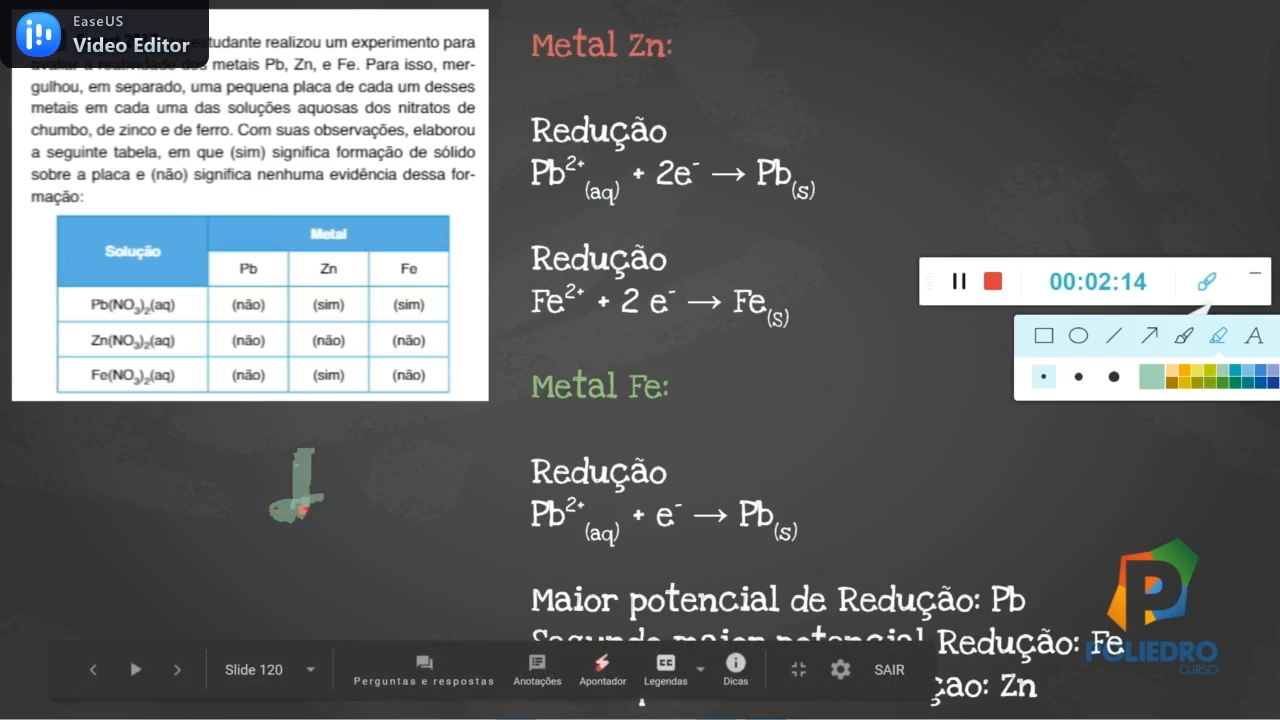 EaseUS
Video Editor
estudante realizou um experimento para
avaliar a reatividade dos metais Pb, Zn, e Fe. Para isso, mer-
gulhou, em separado, uma pequena placa de cada um desses
metais em cada uma das soluções aquosas dos nitratos de
chumbo, de zinco e de ferro. Com suas observações, elaborou
a seguinte tabela, em que (sim) significa formação de sólido
sobre a placa e (não) significa nenhuma evidência dessa for-
mação:
Solução Metal
Pb Zn Fe
Pb(NO3)2(aq) (não) (sim) (sim)
Zn(NO3)2(aq) (não) (não) (não)
Fe(NO3)2(aq) (não) (sim) (não)
Metal Zn:
Redução
Pb²⁺(aq) + 2e⁻ → Pb(s)
Redução
Fe²⁺ + 2 e⁻ → Fe(s)
Metal Fe:
Redução
Pb²⁺(aq) + e⁻ → Pb(s)
Maior potencial de Redução: Pb
Segundo maior potencial Redução: Fe
ção: Zn
00:02:14
A
POLIEDRO
CURSO
Slide 120
Perguntas e respostas
Anotações
Apontador
CC
Legendas
Dicas
SAIR